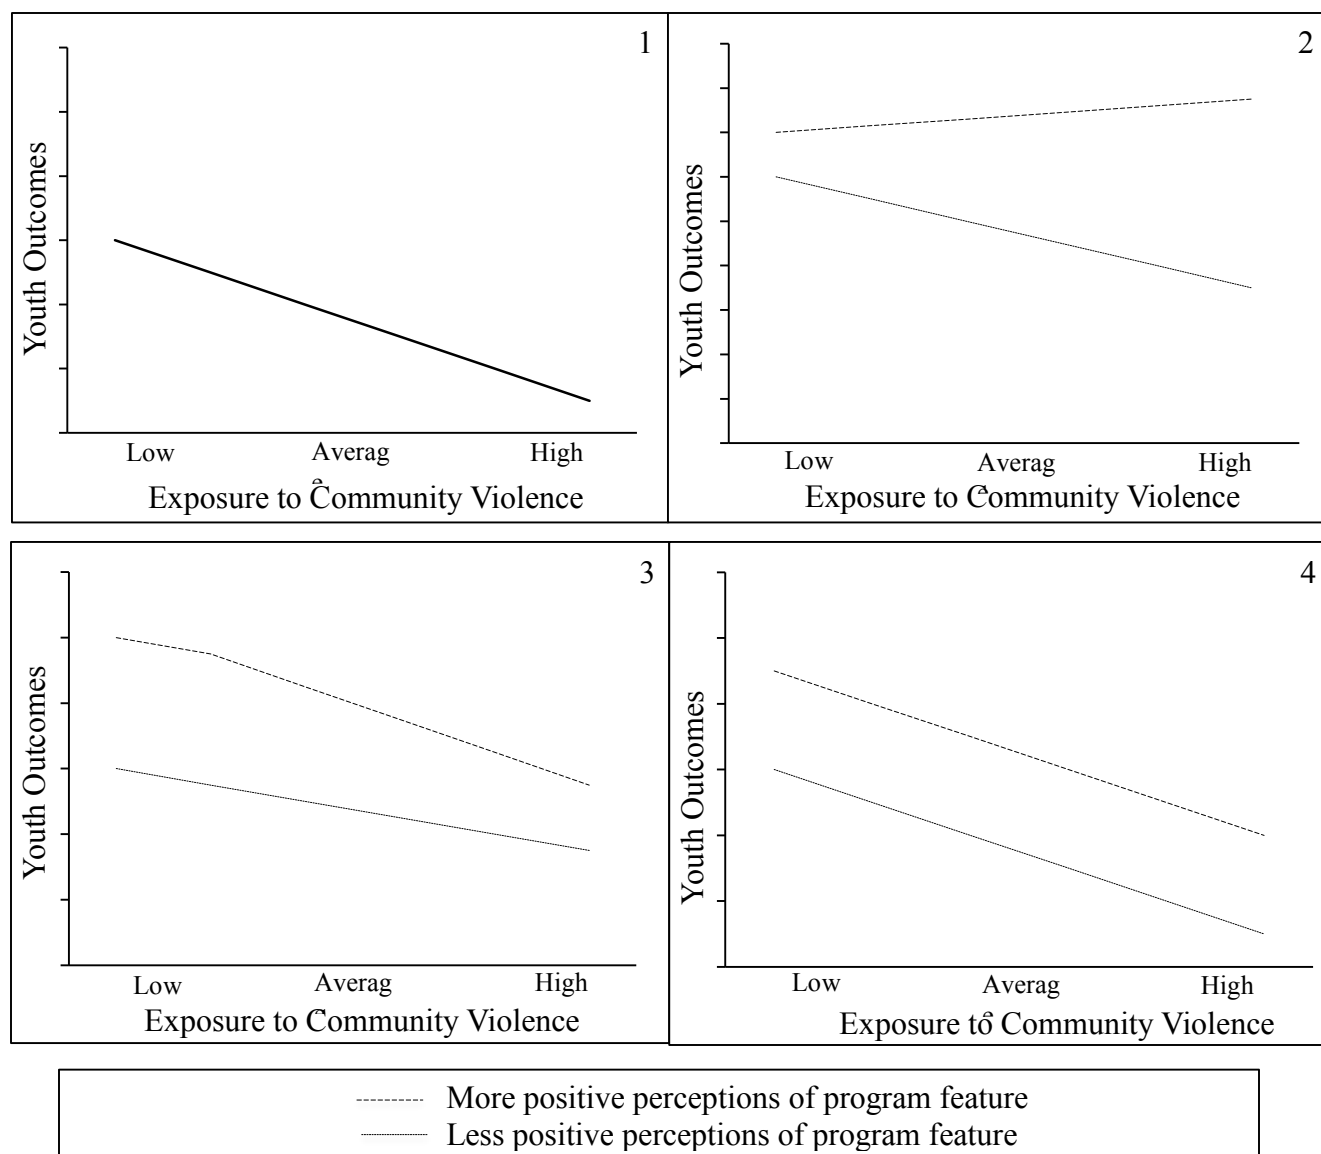 1
Youth Outcomes
Low Averag High
e
Exposure to Community Violence
2
Youth Outcomes
Low Averag High
e
Exposure to Community Violence
3
Youth Outcomes
Low Averag High
Exposure to Community Violence
4
Youth Outcomes
Low Averag High
e
Exposure to Community Violence
More positive perceptions of program feature
Less positive perceptions of program feature